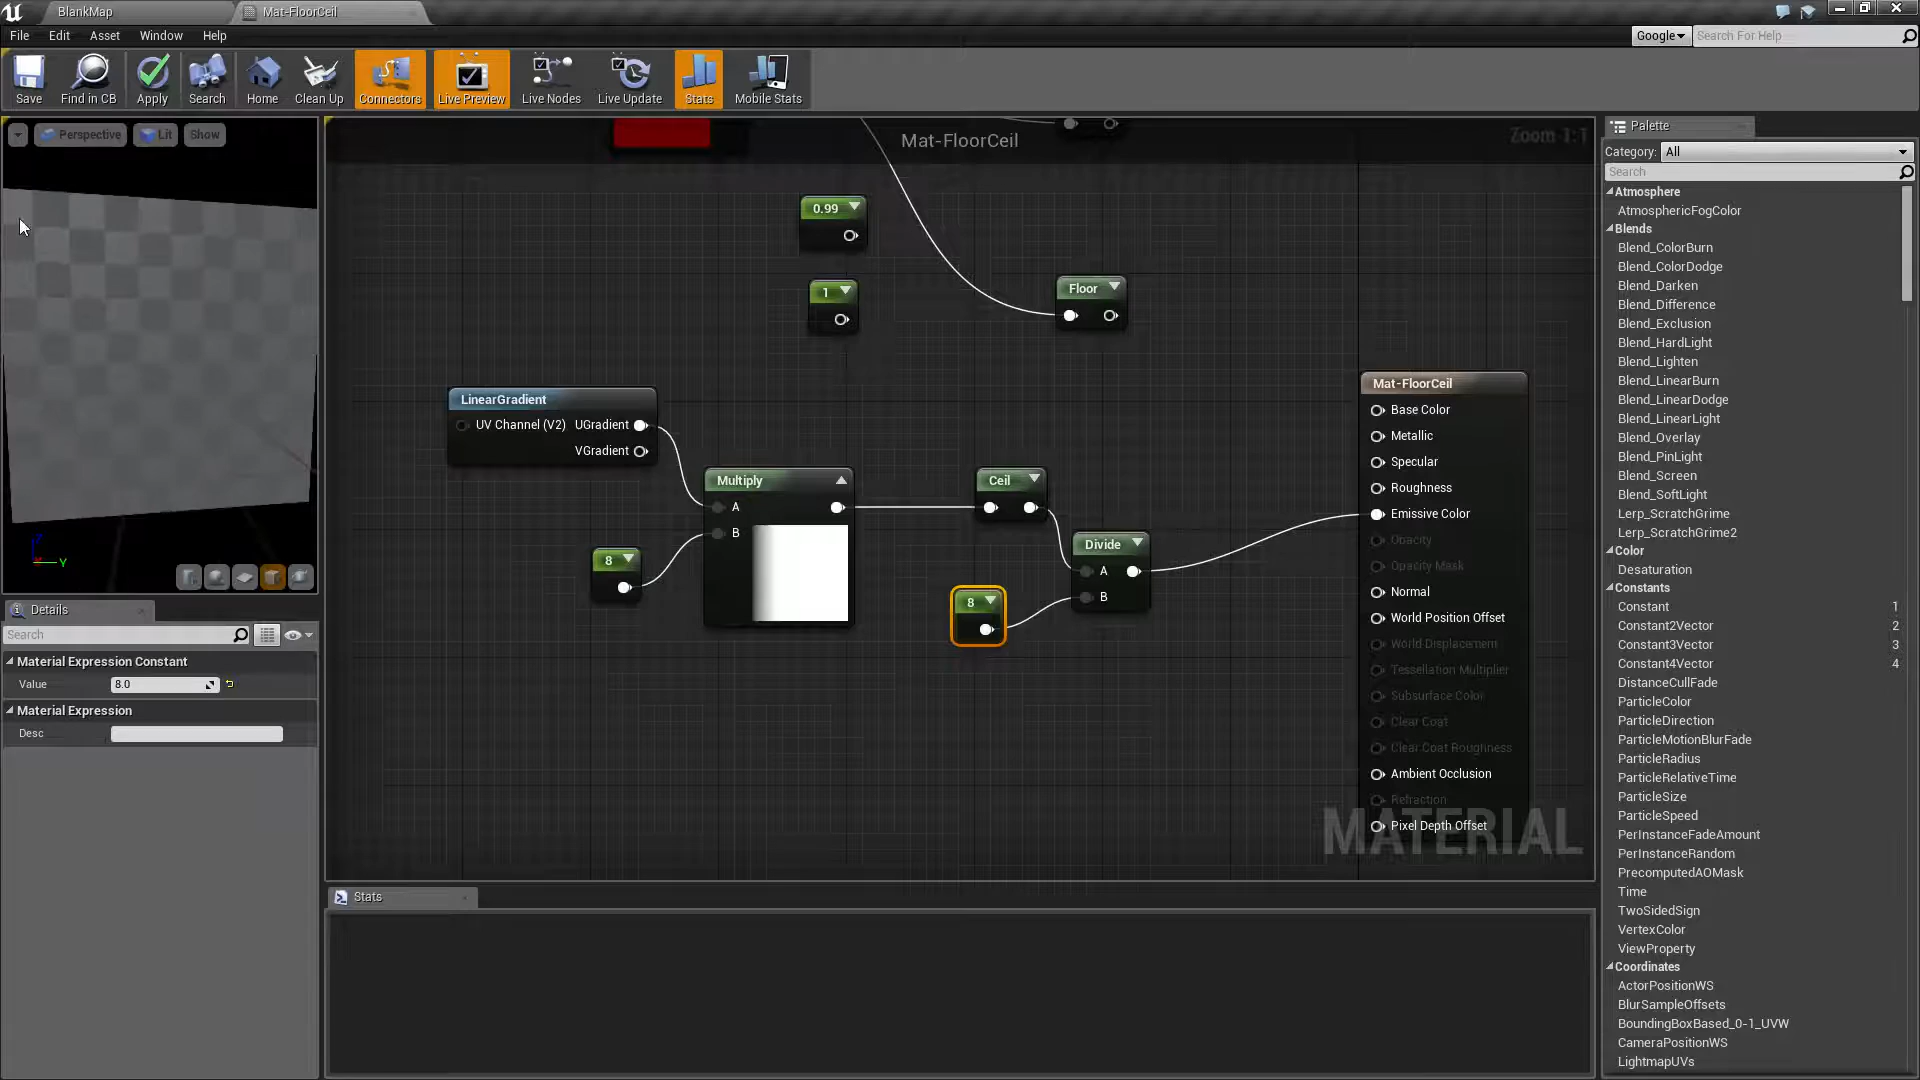 BlankMap
Mat-FloorCeil
File Edit Asset Window Help
Google
Search For Help
Save
Find in CB
Apply
Search
Home
Clean Up
Connectors
Live Preview
Live Nodes
Live Update
Stats
Mobile Stats
Perspective
Lit
Show
Z
Y
Details
Search
Material Expression Constant
Value 8.0
Material Expression
Desc
Mat-FloorCeil
Zoom 1:1
0.99
1
Floor
LinearGradient
UV Channel (V2) UGradient
VGradient
Multiply
A
B
8
Ceil
Divide
A
B
8
Mat-FloorCeil
Base Color
Metallic
Specular
Roughness
Emissive Color
Opacity
Opacity Mask
Normal
World Position Offset
World Displacement
Tessellation Multiplier
Subsurface Color
Clear Coat
Clear Coat Roughness
Ambient Occlusion
Refraction
Pixel Depth Offset
MATERIAL
Stats
Palette
Category: All
Search
Atmosphere
AtmosphericFogColor
Blends
Blend_ColorBurn
Blend_ColorDodge
Blend_Darken
Blend_Difference
Blend_Exclusion
Blend_HardLight
Blend_Lighten
Blend_LinearBurn
Blend_LinearDodge
Blend_LinearLight
Blend_Overlay
Blend_PinLight
Blend_Screen
Blend_SoftLight
Lerp_ScratchGrime
Lerp_ScratchGrime2
Color
Desaturation
Constants
Constant 1
Constant2Vector 2
Constant3Vector 3
Constant4Vector 4
DistanceCullFade
ParticleColor
ParticleDirection
ParticleMotionBlurFade
ParticleRadius
ParticleRelativeTime
ParticleSize
ParticleSpeed
PerInstanceFadeAmount
PerInstanceRandom
PrecomputedAOMask
Time
TwoSidedSign
VertexColor
ViewProperty
Coordinates
ActorPositionWS
BlurSampleOffsets
BoundingBoxBased_0-1_UVW
CameraPositionWS
LightmapUVs